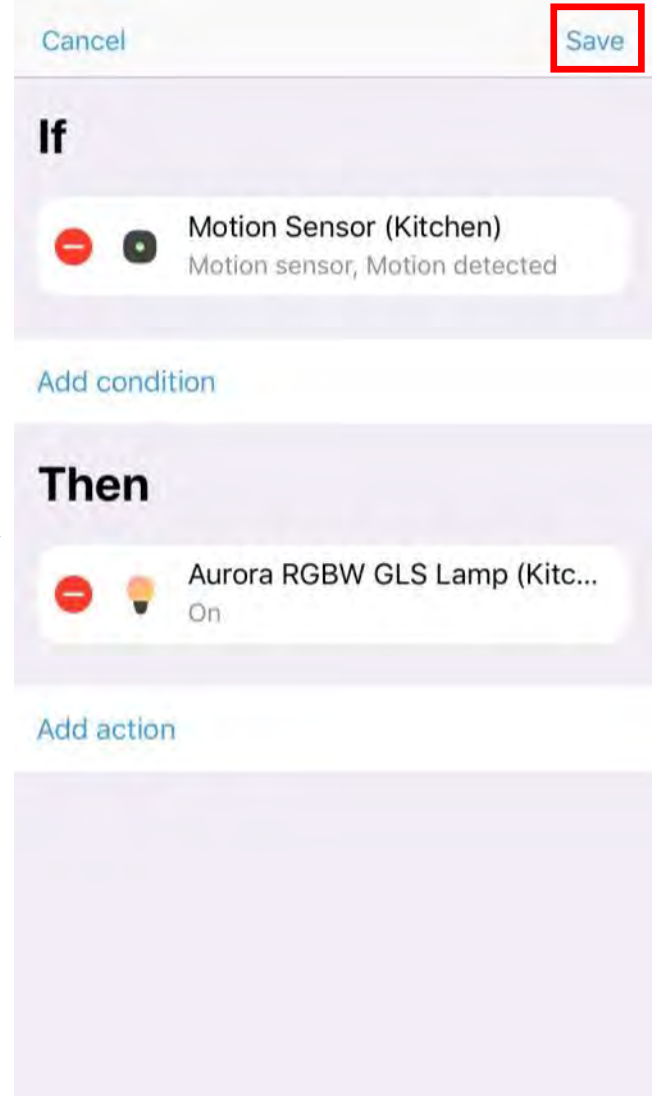 Cancel
Save
If
Motion Sensor (Kitchen)
Motion sensor, Motion detected
Add condition
Then
Aurora RGBW GLS Lamp (Kitc...
On
Add action